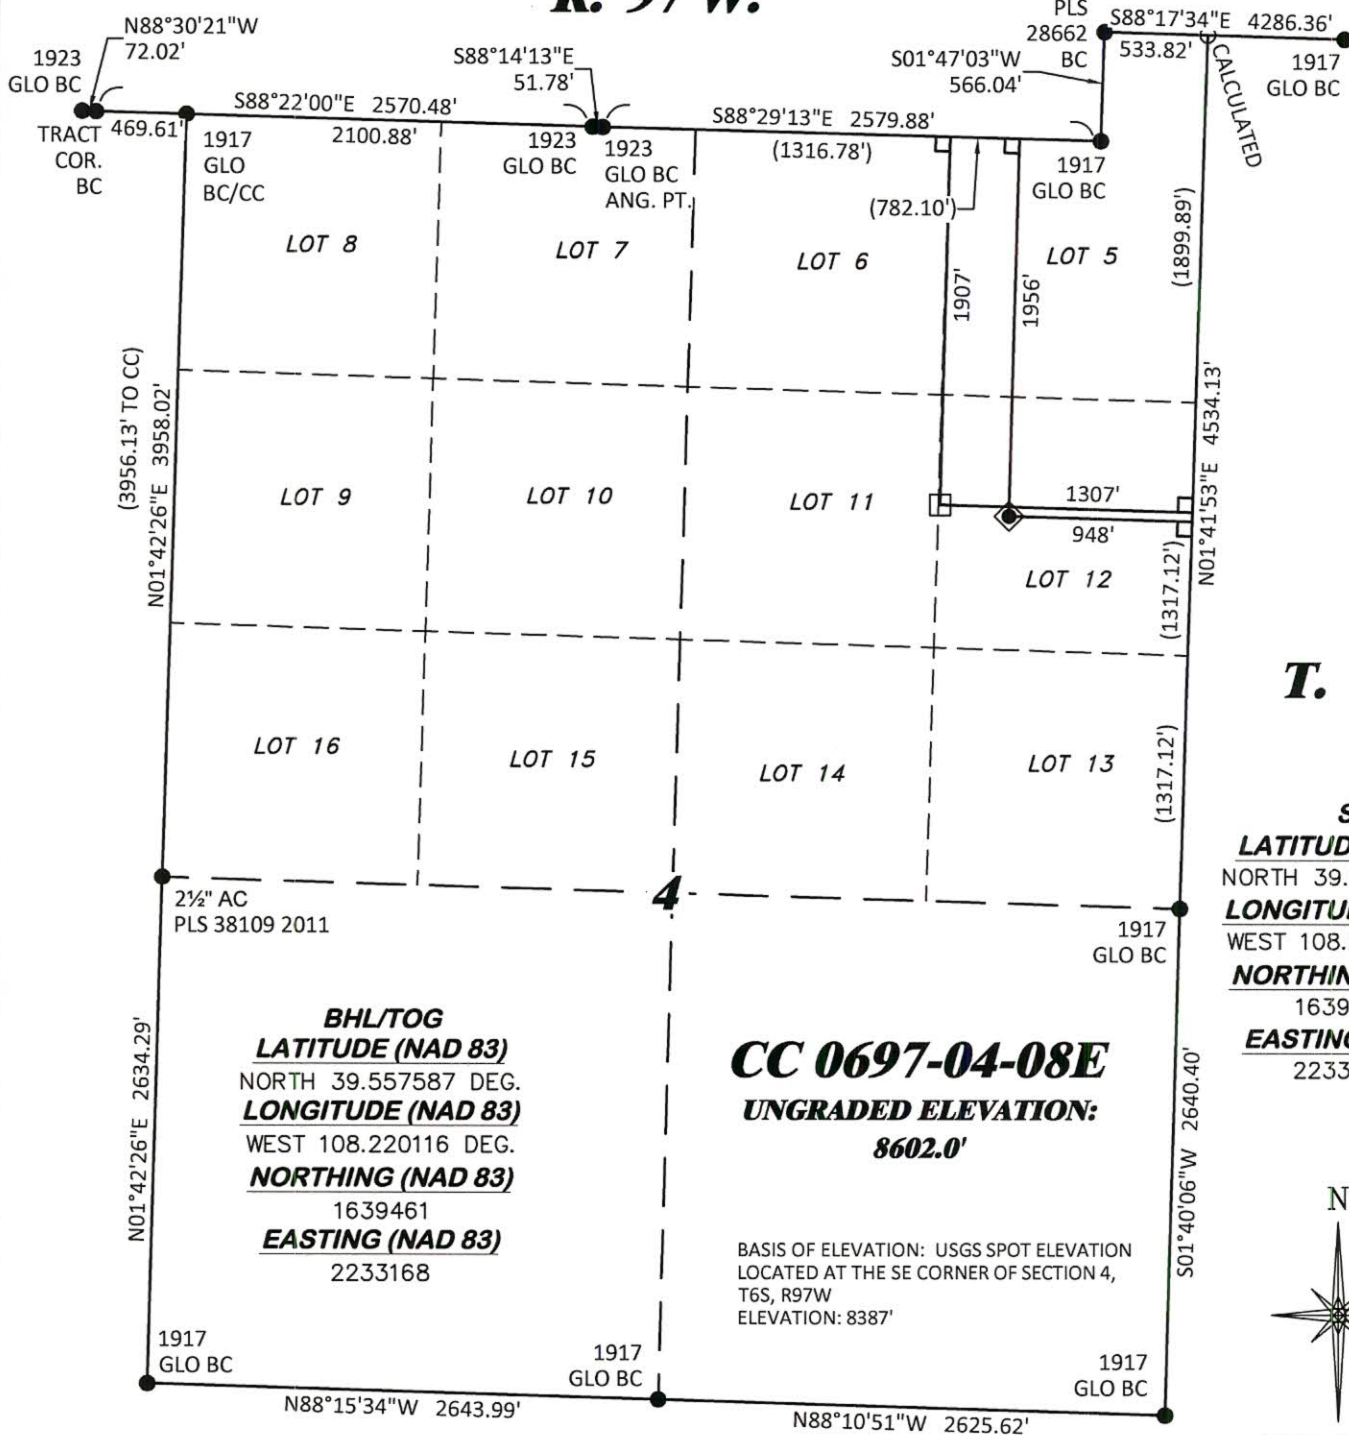 N88°30'21"W
72.02'
1923
GLO BC
TRACT
COR.
BC
469.61'
S88°22'00"E 2570.48'
2100.88'
1917
GLO
BC/CC
S88°14'13"E
51.78'
1923
GLO BC
1923
GLO BC
ANG. PT.
S88°29'13"E 2579.88'
(1316.78')
(782.10')
S01°47'03"W
566.04'
PLS
28662
BC
S88°17'34"E 4286.36'
533.82'
CALCULATED
1917
GLO BC
1917
GLO BC
LOT 8
LOT 7
LOT 6
LOT 5
1907'
1956'
(1899.89')
(3956.13' TO CC)
N01°42'26"E 3958.02'
N01°41'53"E 4534.13'
LOT 9
LOT 10
LOT 11
1307'
948'
LOT 12
(1317.12')
LOT 16
LOT 15
LOT 14
LOT 13
(1317.12')
T.
2½" AC
PLS 38109 2011
4
1917
GLO BC
N01°42'26"E 2634.29'
BHL/TOG
LATITUDE (NAD 83)
NORTH 39.557587 DEG.
LONGITUDE (NAD 83)
WEST 108.220116 DEG.
NORTHING (NAD 83)
1639461
EASTING (NAD 83)
2233168
CC 0697-04-08E
UNGRADED ELEVATION:
8602.0'
BASIS OF ELEVATION: USGS SPOT ELEVATION
LOCATED AT THE SE CORNER OF SECTION 4,
T6S, R97W
ELEVATION: 8387'
S01°40'06"W 2640.40'
NORTH 39.
WEST 108.
1639
2233
N
1917
GLO BC
1917
GLO BC
1917
GLO BC
N88°15'34"W 2643.99'
N88°10'51"W 2625.62'